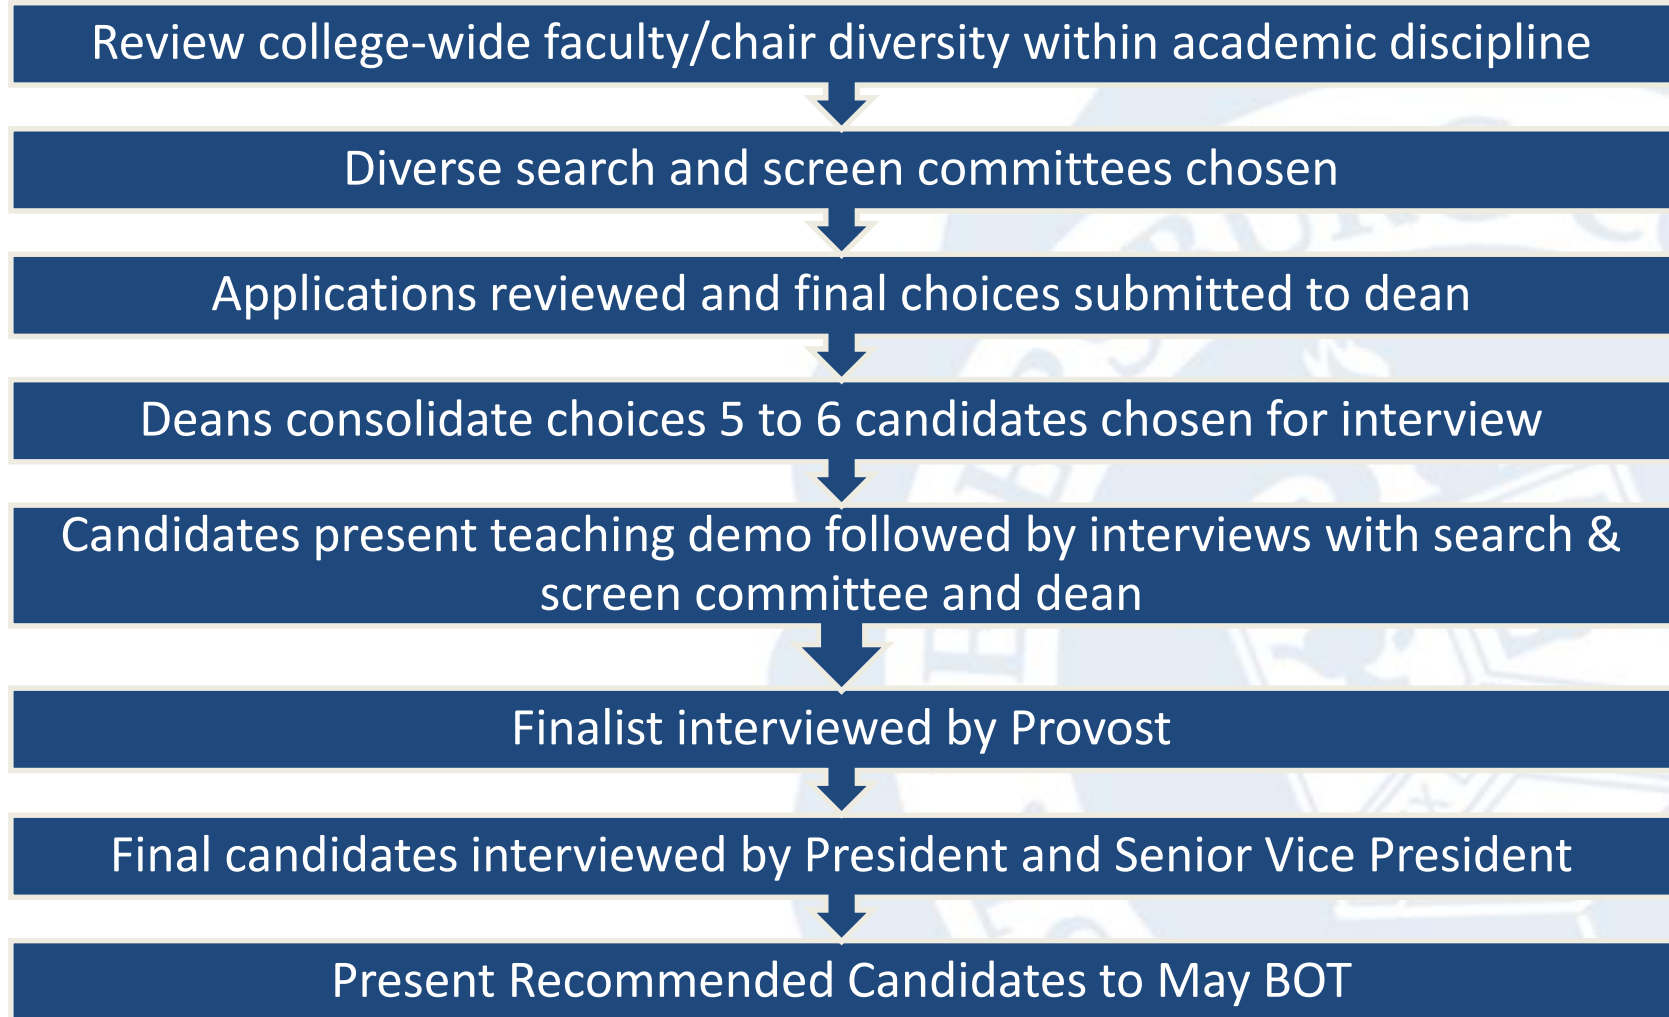 Review college-wide faculty/chair diversity within academic discipline
Diverse search and screen committees chosen
Applications reviewed and final choices submitted to dean
Deans consolidate choices 5 to 6 candidates chosen for interview
Candidates present teaching demo followed by interviews with search &
screen committee and dean
Finalist interviewed by Provost
Final candidates interviewed by President and Senior Vice President
Present Recommended Candidates to May BOT